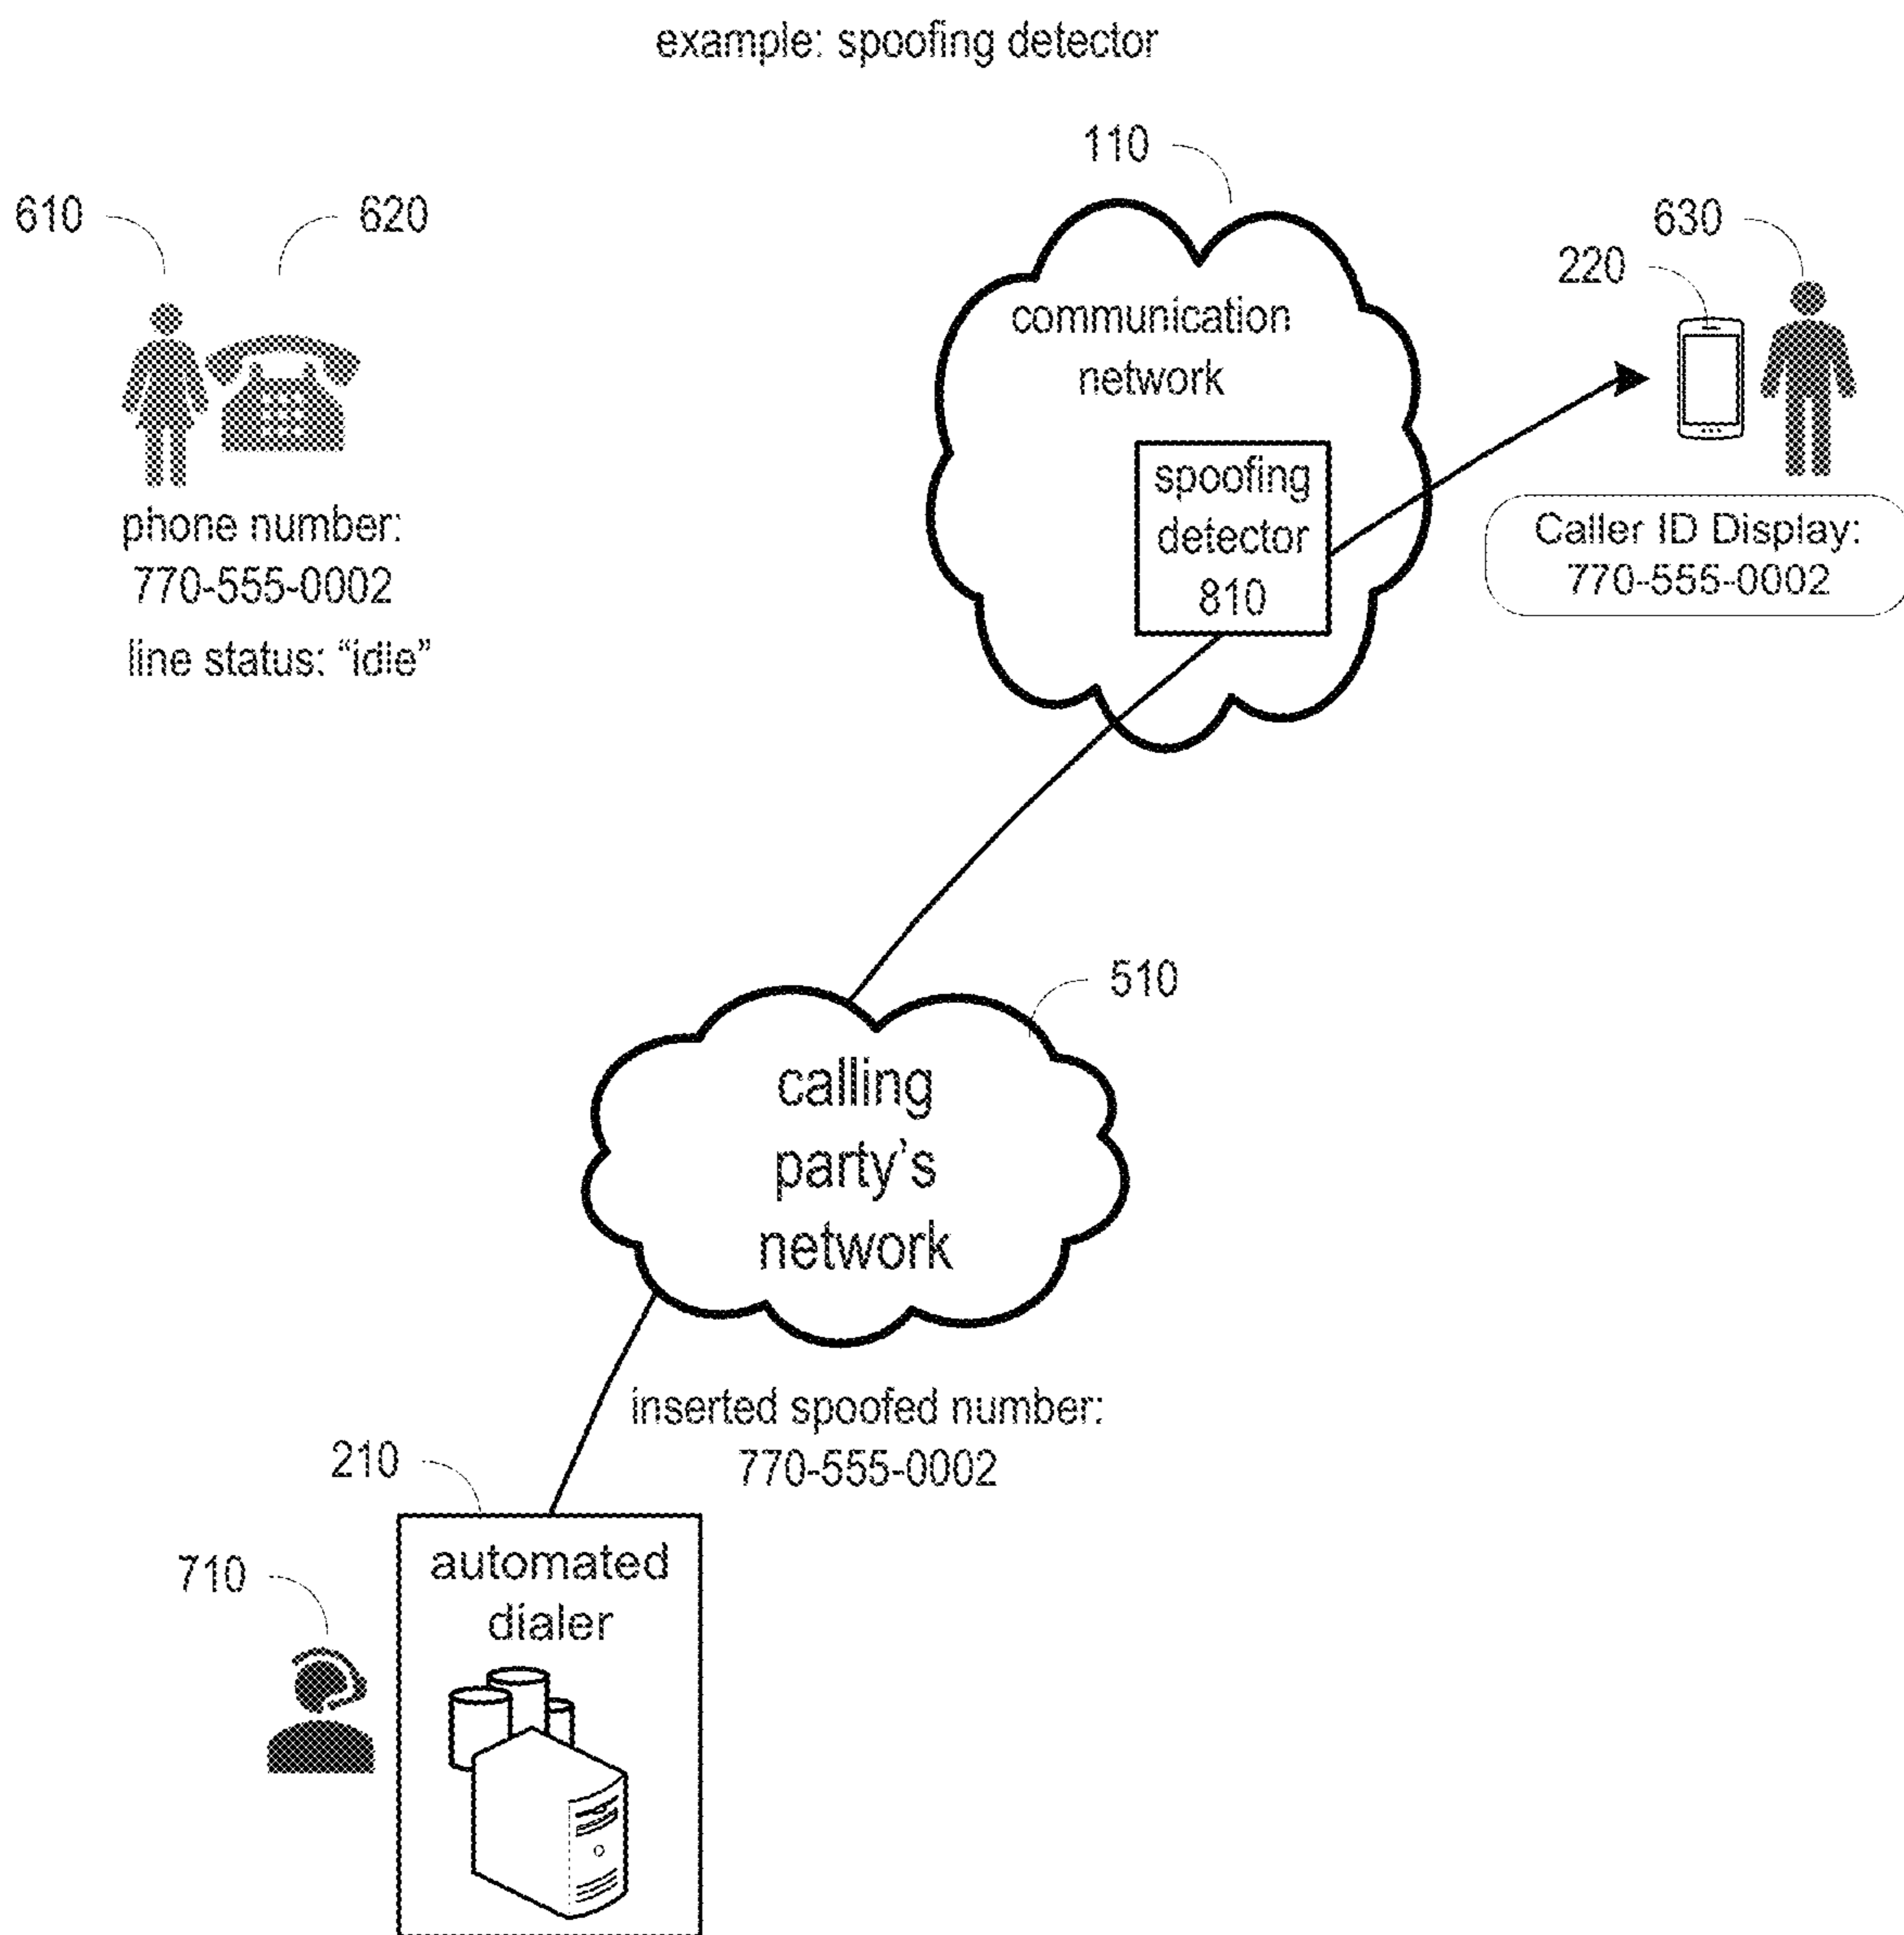 example: spoofing detector
110
610
620
630
220
communication
network
spoofing
detector
810
phone number:
770-555-0002
line status: “idle”
Caller ID Display:
770-555-0002
510
calling
party`s
network
inserted spoofed number:
770-555-0002
210
710
automated
dialer